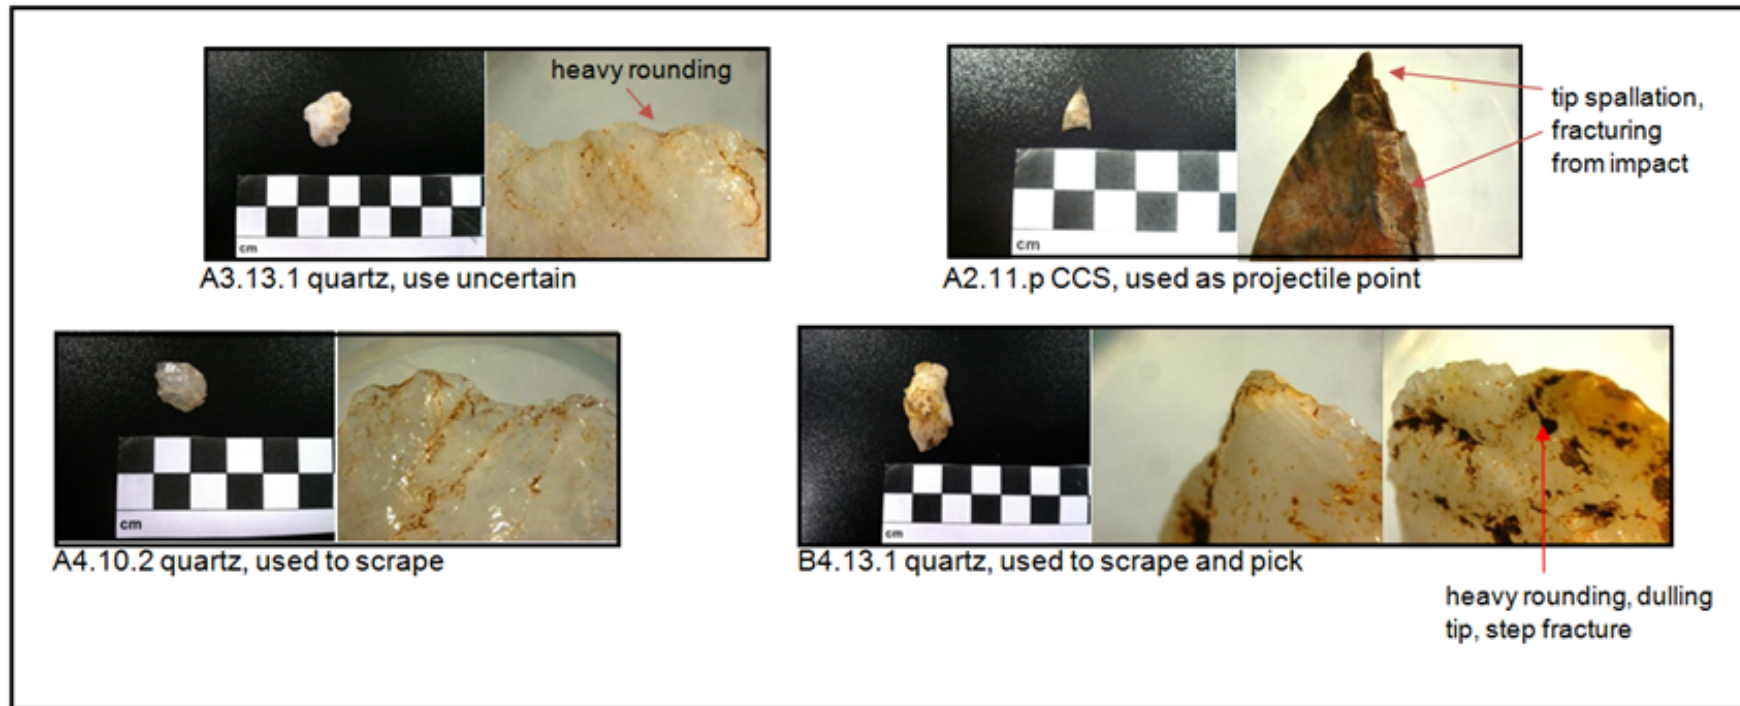 heavy rounding
cm
A3.13.1 quartz, use uncertain
tip spallation,
fracturing
from impact
cm
A2.11.p CCS, used as projectile point
cm
A4.10.2 quartz, used to scrape
cm
B4.13.1 quartz, used to scrape and pick
heavy rounding, dulling
tip, step fracture